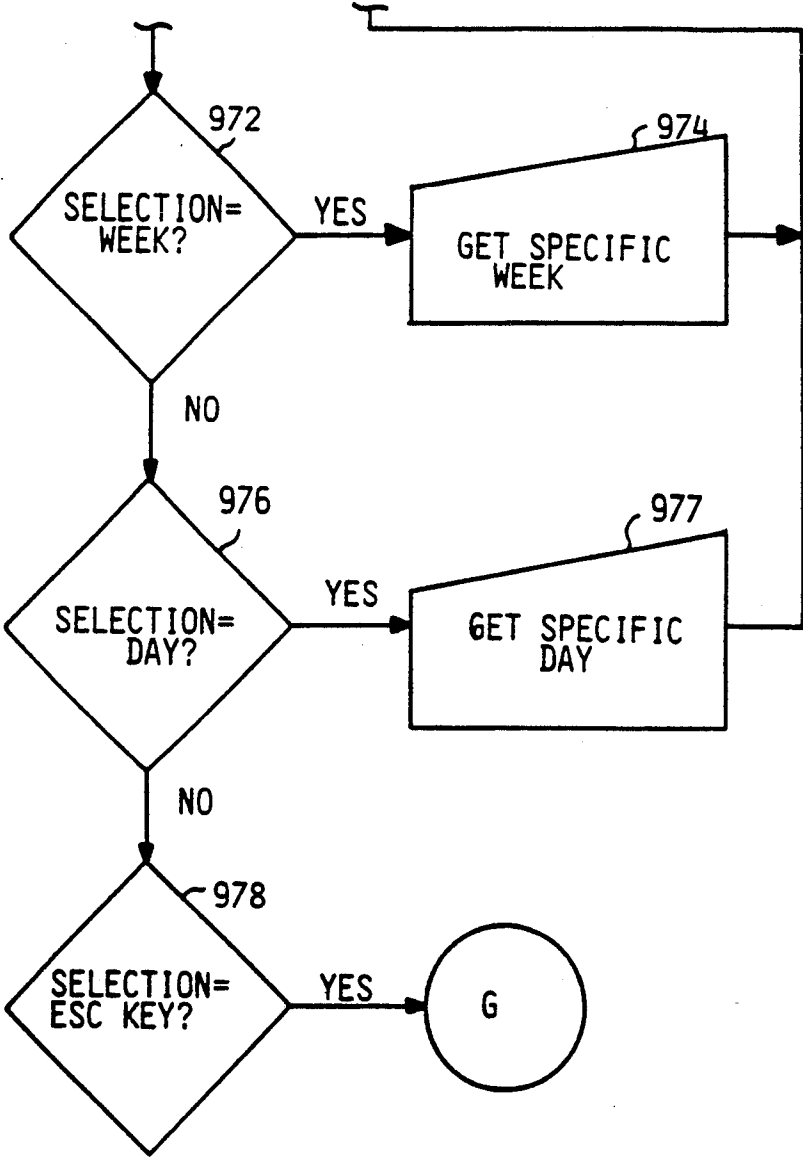 972
SELECTION=
WEEK?
YES
974
GET SPECIFIC
WEEK
NO
976
SELECTION=
DAY?
YES
977
GET SPECIFIC
DAY
NO
978
SELECTION=
ESC KEY?
YES
G